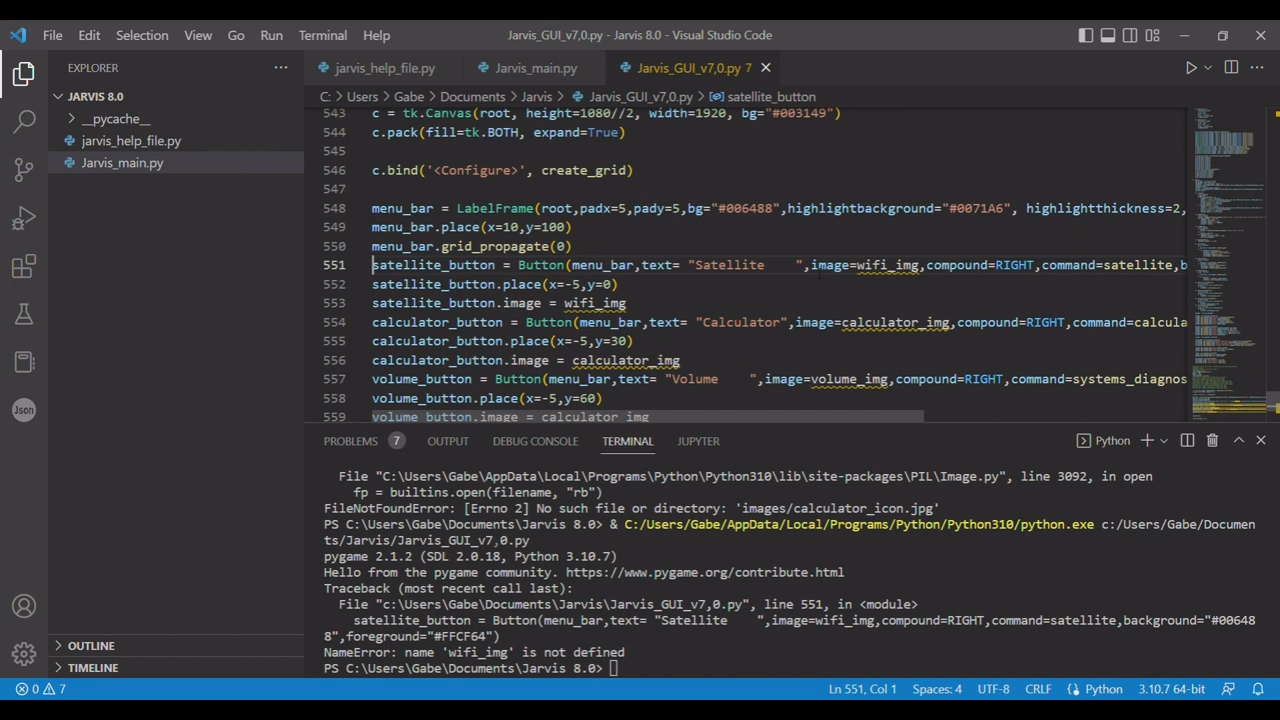 File Edit Selection View Go Run Terminal Help Jarvis_GUI_v7,0.py - Jarvis 8.0 - Visual Studio Code
EXPLORER
jarvis_help_file.py Jarvis_main.py Jarvis_GUI_v7,0.py 7
JARVIS 8.0
__pycache__
jarvis_help_file.py
Jarvis_main.py
C: > Users > Gabe > Documents > Jarvis > Jarvis_GUI_v7,0.py > satellite_button
543 c = tk.Canvas(root, height=1080//2, width=1920, bg="#003149")
544 c.pack(fill=tk.BOTH, expand=True)
545
546 c.bind('<Configure>', create_grid)
547
548 menu_bar = LabelFrame(root,padx=5,pady=5,bg="#006488",highlightbackground="#0071A6", highlightthickness=2,
549 menu_bar.place(x=10,y=100)
550 menu_bar.grid_propagate(0)
551 satellite_button = Button(menu_bar,text= "Satellite    ",image=wifi_img,compound=RIGHT,command=satellite,b
552 satellite_button.place(x=-5,y=0)
553 satellite_button.image = wifi_img
554 calculator_button = Button(menu_bar,text= "Calculator",image=calculator_img,compound=RIGHT,command=calcula
555 calculator_button.place(x=-5,y=30)
556 calculator_button.image = calculator_img
557 volume_button = Button(menu_bar,text= "Volume    ",image=volume_img,compound=RIGHT,command=systems_diagnos
558 volume_button.place(x=-5,y=60)
559 volume_button.image = calculator_img
PROBLEMS 7 OUTPUT DEBUG CONSOLE TERMINAL JUPYTER Python
File "C:\Users\Gabe\AppData\Local\Programs\Python\Python310\lib\site-packages\PIL\Image.py", line 3092, in open
fp = builtins.open(filename, "rb")
FileNotFoundError: [Errno 2] No such file or directory: 'images/calculator_icon.jpg'
PS C:\Users\Gabe\Documents\Jarvis 8.0> & C:/Users/Gabe/AppData/Local/Programs/Python/Python310/python.exe c:/Users/Gabe/Documen
ts/Jarvis/Jarvis_GUI_v7,0.py
pygame 2.1.2 (SDL 2.0.18, Python 3.10.7)
Hello from the pygame community. https://www.pygame.org/contribute.html
Traceback (most recent call last):
File "c:\Users\Gabe\Documents\Jarvis\Jarvis_GUI_v7,0.py", line 551, in <module>
satellite_button = Button(menu_bar,text= "Satellite    ",image=wifi_img,compound=RIGHT,command=satellite,background="#00648
8",foreground="#FFCF64")
NameError: name 'wifi_img' is not defined
PS C:\Users\Gabe\Documents\Jarvis 8.0>
Json
OUTLINE
TIMELINE
0 7 Ln 551, Col 1 Spaces: 4 UTF-8 CRLF Python 3.10.7 64-bit